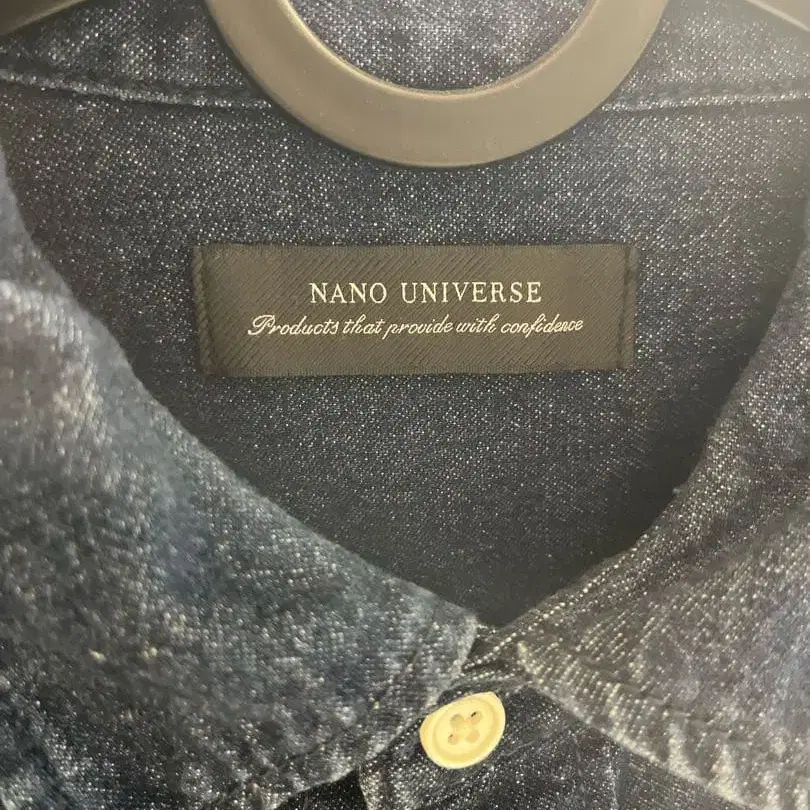 NANO UNIVERSE
Products that provide with confidence